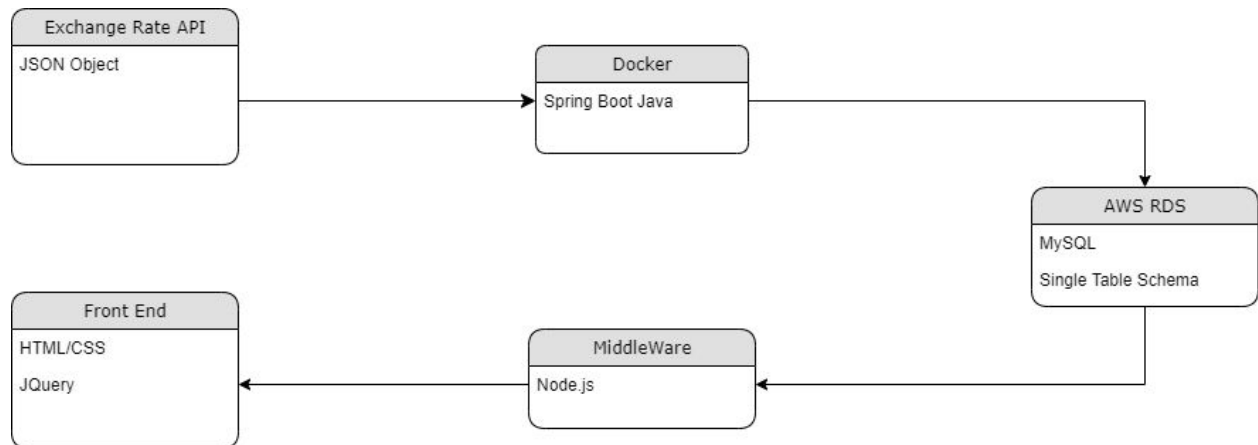 Exchange Rate API
JSON Object
Docker
Spring Boot Java
AWS RDS
MySQL
Single Table Schema
MiddleWare
Node.js
Front End
HTML/CSS
JQuery